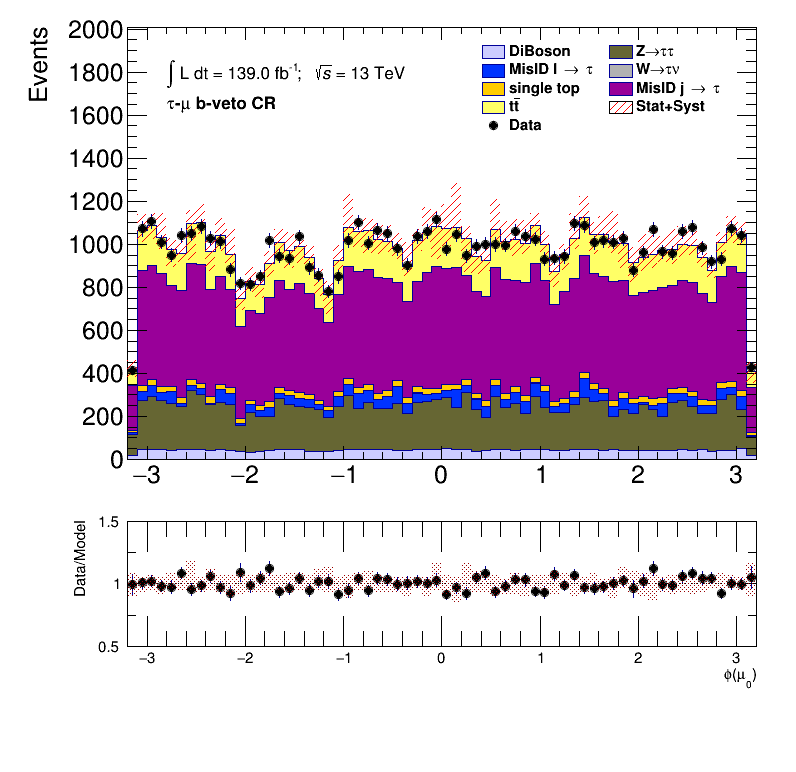 Events
2000
1800
1600
1400
1200
1000
800
600
400
200
0
∫ L dt = 139.0 fb⁻¹; √s = 13 TeV
τ-μ b-veto CR
DiBoson
MisID l → τ
single top
tt̄
Data
Z→ττ
W→τν
MisID j → τ
Stat+Syst
−3 −2 −1 0 1 2 3
Data/Model
1.5
1
0.5
−3 −2 −1 0 1 2 3
ϕ(μ₀)